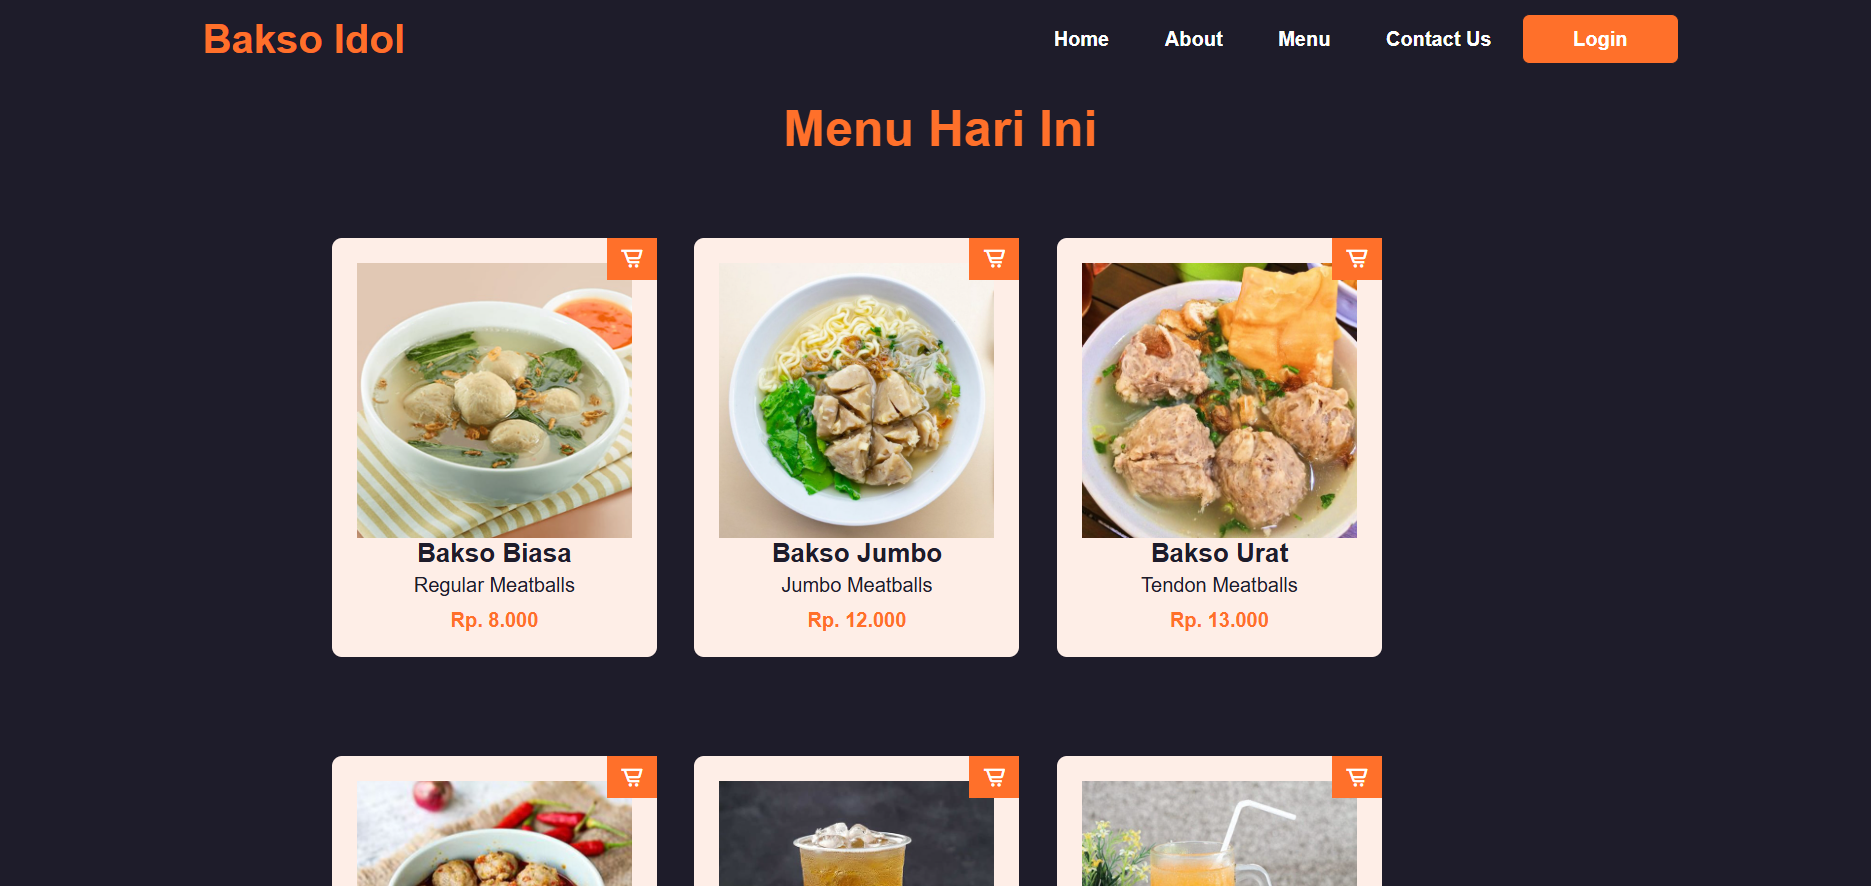 Bakso Idol
Home About Menu Contact Us Login
Menu Hari Ini
Bakso Biasa
Regular Meatballs
Rp. 8.000
Bakso Jumbo
Jumbo Meatballs
Rp. 12.000
Bakso Urat
Tendon Meatballs
Rp. 13.000